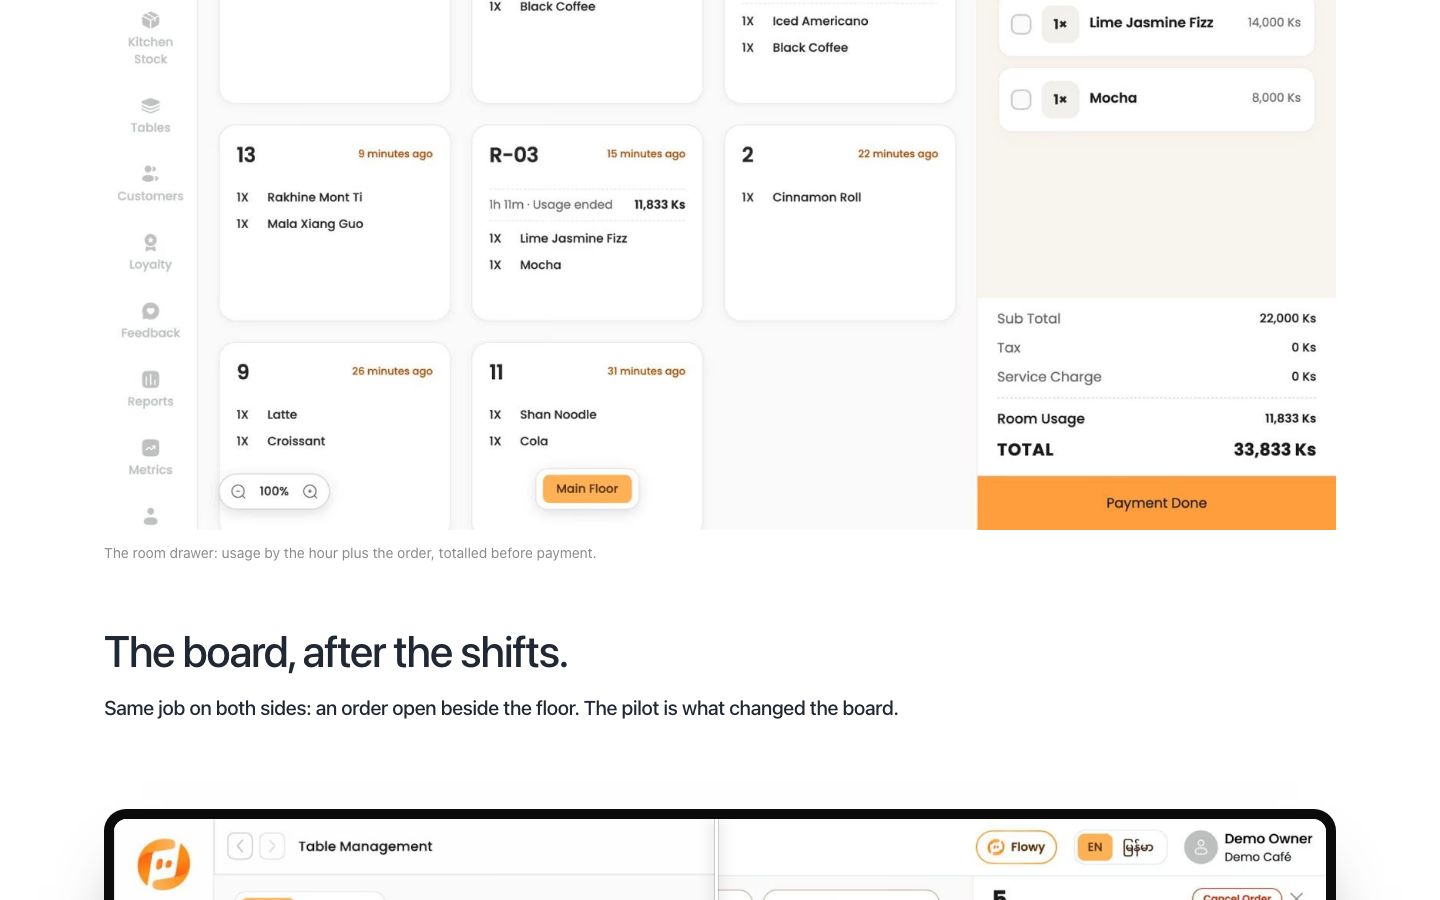 Kitchen
Stock
Tables
Customers
Loyalty
Feedback
Reports
Metrics
1X Black Coffee
1X Iced Americano
1X Black Coffee
13 9 minutes ago
1X Rakhine Mont Ti
1X Mala Xiang Guo
R-03 15 minutes ago
1h 11m · Usage ended 11,833 Ks
1X Lime Jasmine Fizz
1X Mocha
2 22 minutes ago
1X Cinnamon Roll
9 26 minutes ago
1X Latte
1X Croissant
100%
11 31 minutes ago
1X Shan Noodle
1X Cola
Main Floor
1× Lime Jasmine Fizz 14,000 Ks
1× Mocha 8,000 Ks
Sub Total 22,000 Ks
Tax 0 Ks
Service Charge 0 Ks
Room Usage 11,833 Ks
TOTAL 33,833 Ks
Payment Done
The room drawer: usage by the hour plus the order, totalled before payment.
The board, after the shifts.
Same job on both sides: an order open beside the floor. The pilot is what changed the board.
Table Management
Flowy
EN မြန်မာ
Demo Owner
Demo Café
5 Cancel Order